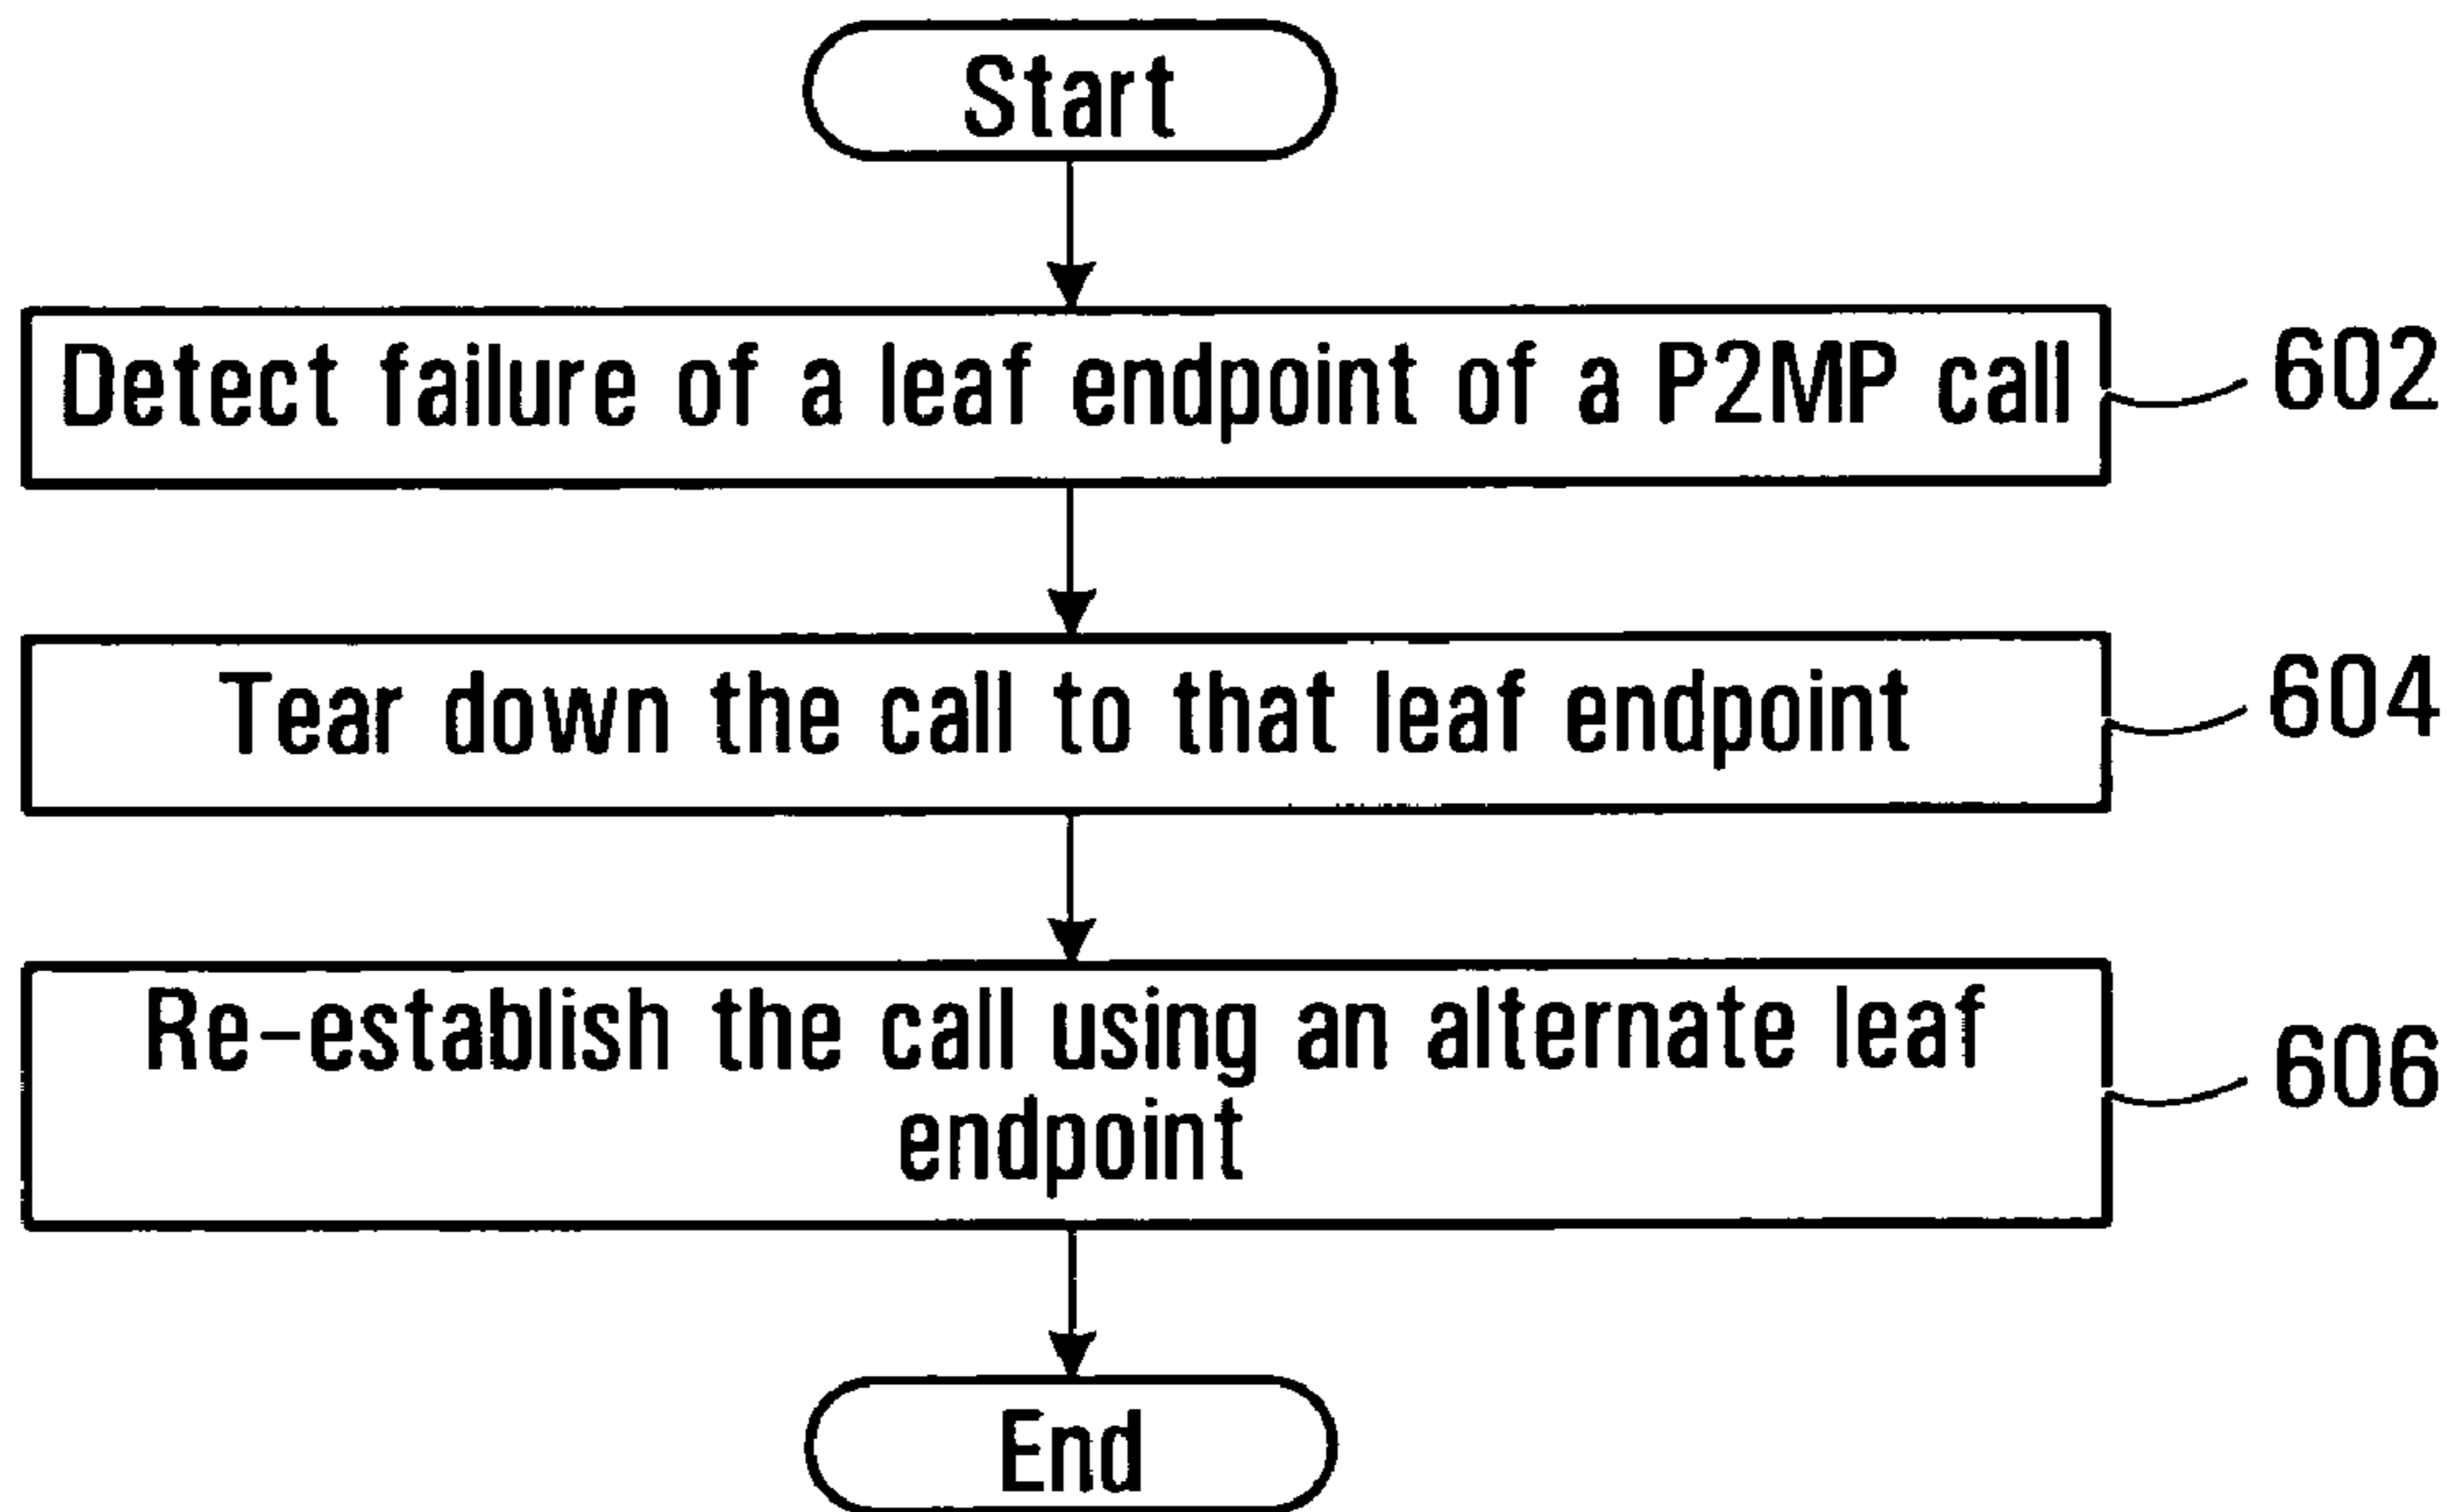 Start
Detect failure of a leaf endpoint of a P2MP call
602
Tear down the call to that leaf endpoint
604
Re-establish the call using an alternate leaf
endpoint
606
End